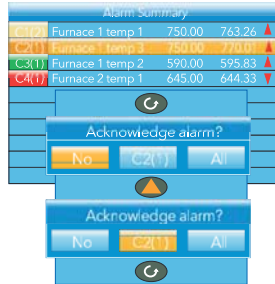 Alarm Summary
C1(2) Furnace 1 temp 1 750.00 763.26
C2(1) Furnace 1 temp 3 750.00 770.01
C3(1) Furnace 1 temp 2 590.00 595.83
C4(1) Furnace 2 temp 1 645.00 644.33
Acknowledge alarm?
No C2(1) All
Acknowledge alarm?
No C2(1) All